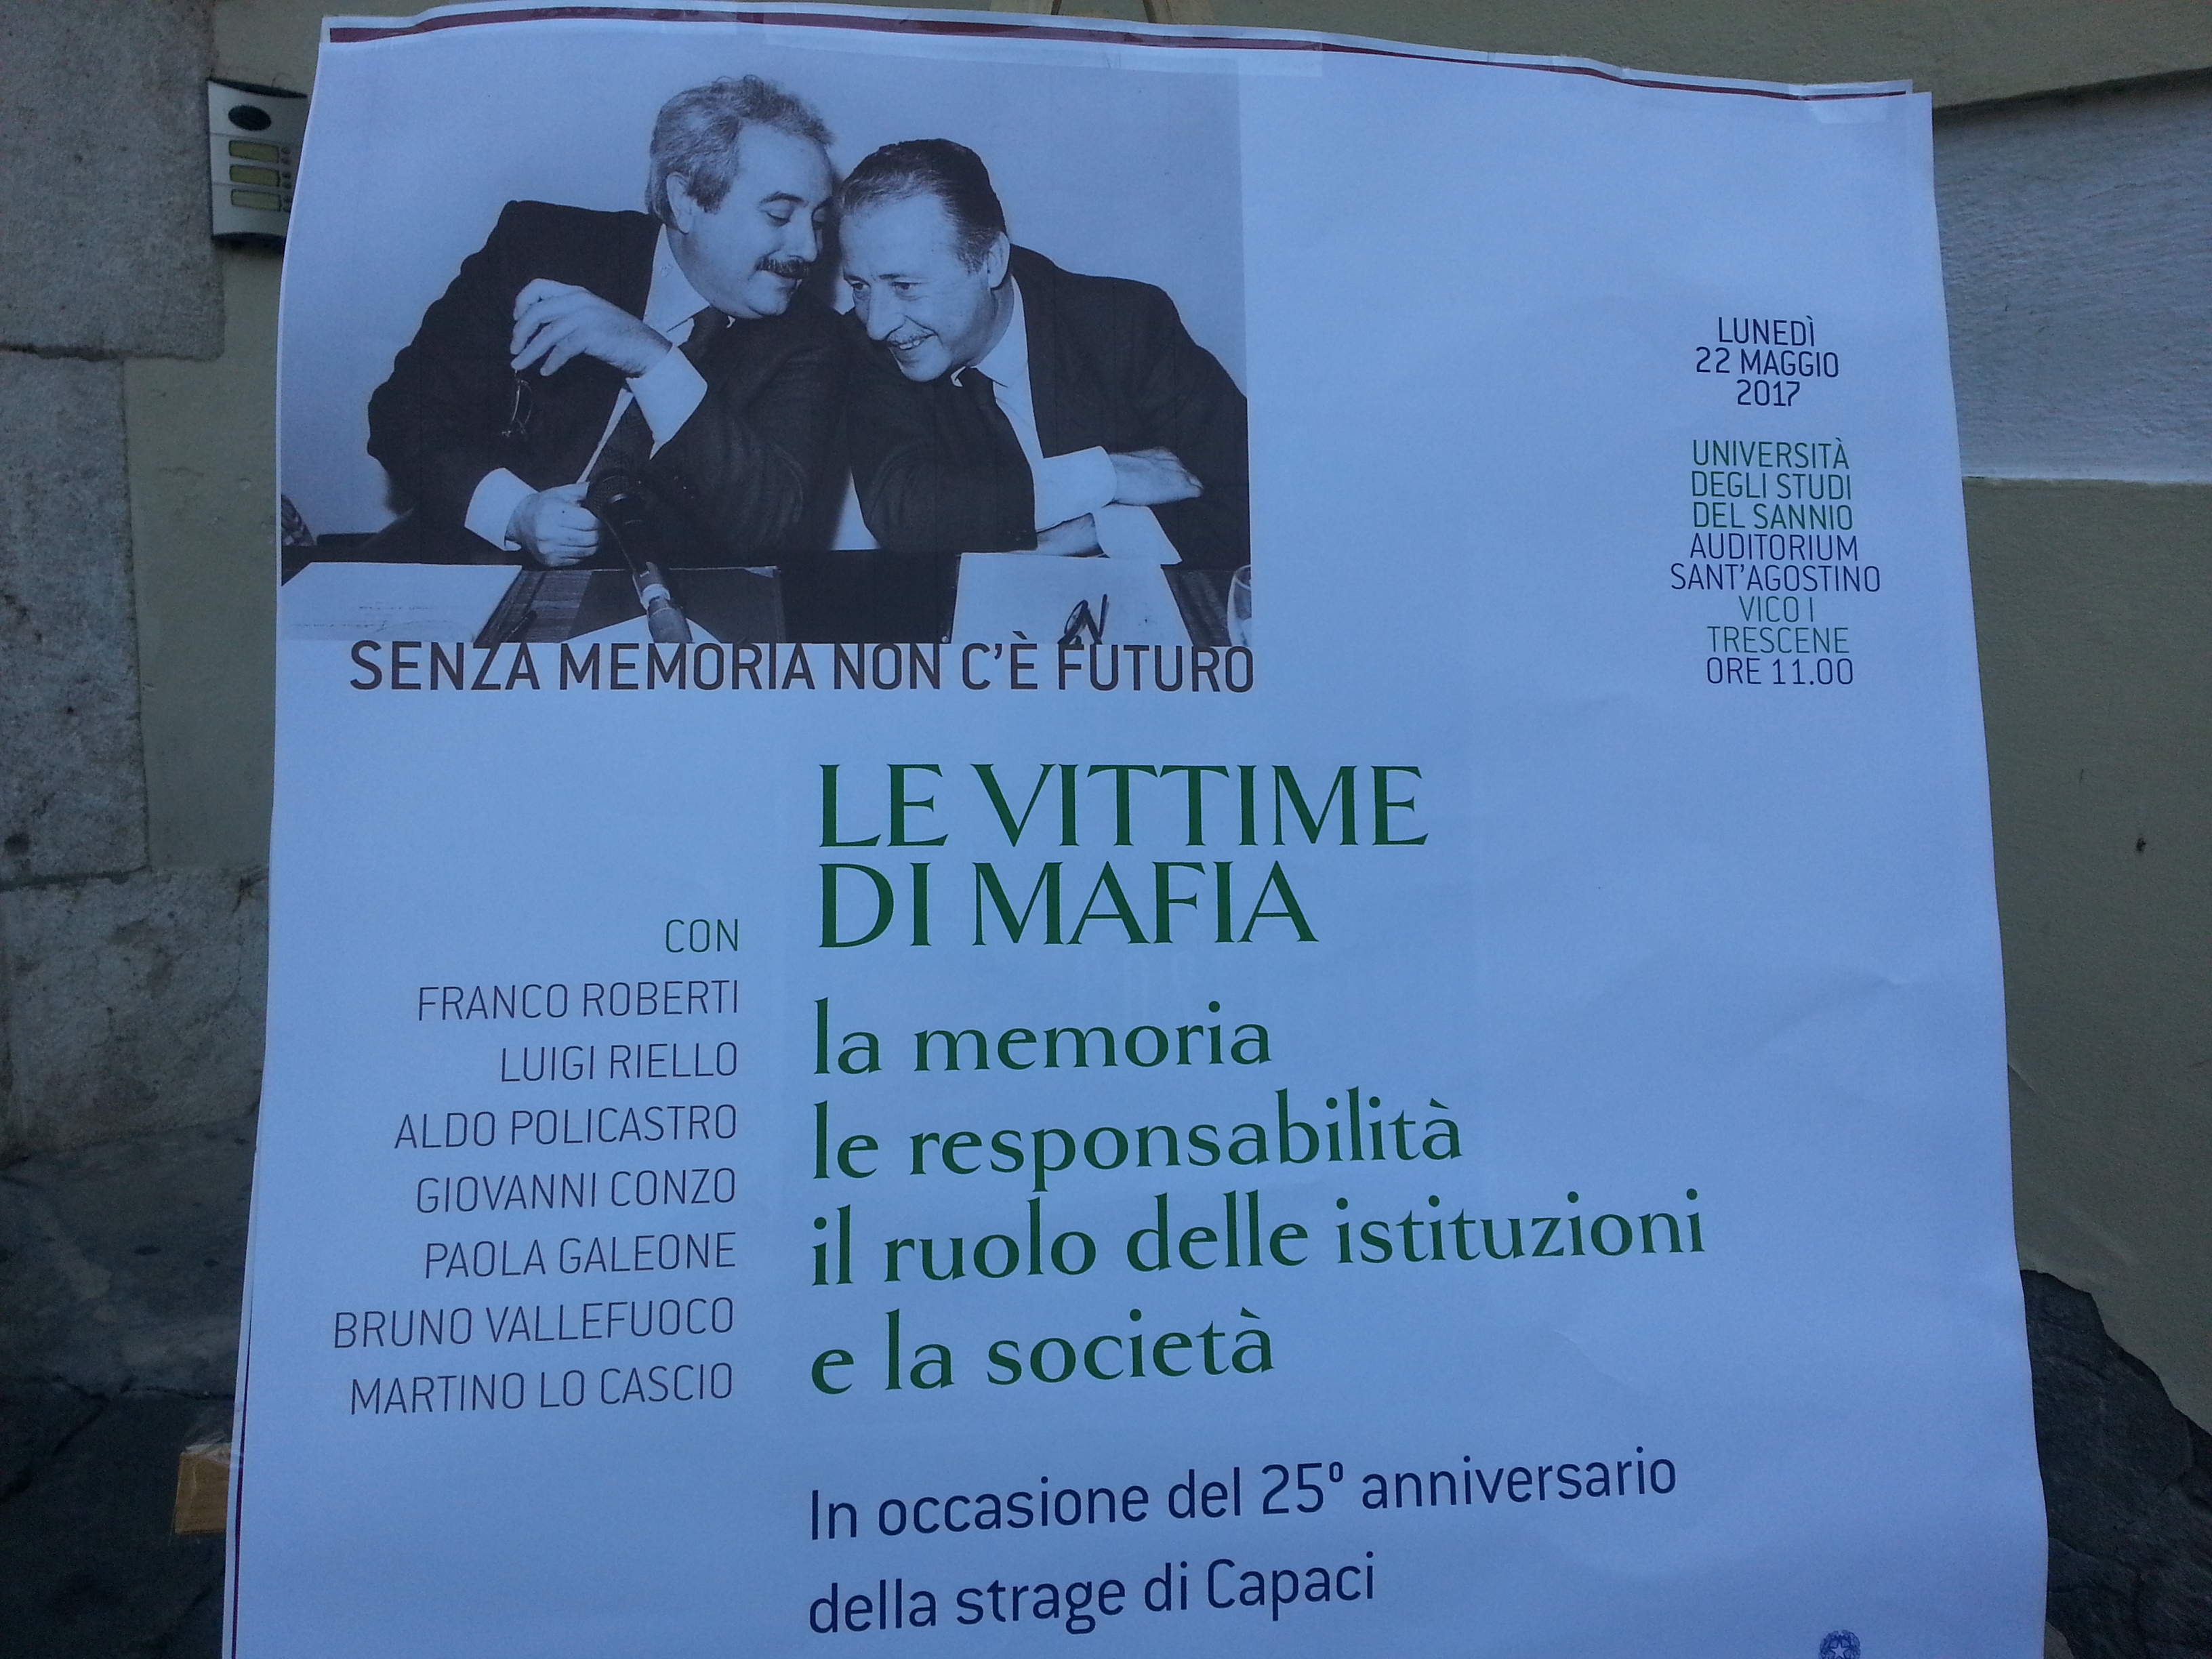 SENZA MEMORIA NON C'È FUTURO
LUNEDÌ
22 MAGGIO
2017
UNIVERSITÀ
DEGLI STUDI
DEL SANNIO
AUDITORIUM
SANT'AGOSTINO
VICO I
TRESCENE
ORE 11.00
LE VITTIME
DI MAFIA
la memoria
le responsabilità
il ruolo delle istituzioni
e la società
CON
FRANCO ROBERTI
LUIGI RIELLO
ALDO POLICASTRO
GIOVANNI CONZO
PAOLA GALEONE
BRUNO VALLEFUOCO
MARTINO LO CASCIO
In occasione del 25º anniversario
della strage di Capaci